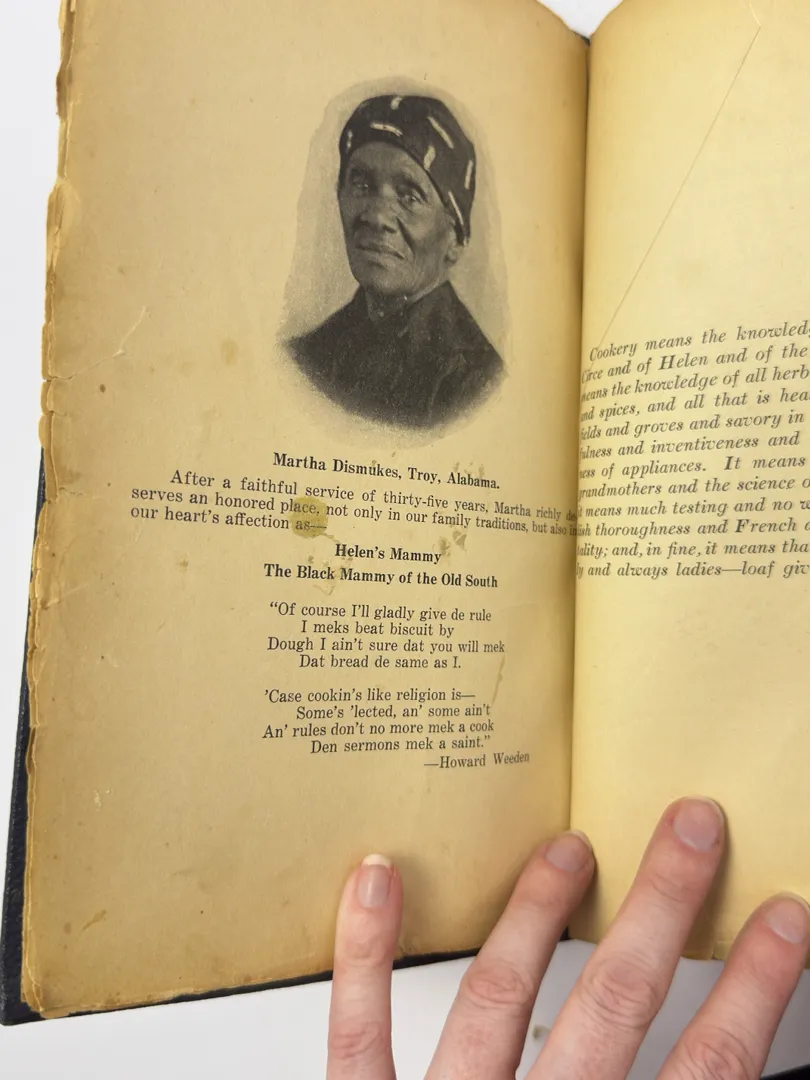 Martha Dismukes, Troy, Alabama.
After a faithful service of thirty-five years, Martha richly
serves an honored place, not only in our family traditions, but also
our heart's affection as—
Helen's Mammy
The Black Mammy of the Old South
“Of course I'll gladly give de rule
I meks beat biscuit by
Dough I ain't sure dat you will mek
Dat bread de same as I.
'Case cookin's like religion is—
Some's 'lected, an' some ain't
An' rules don't no more mek a cook
Den sermons mek a saint.”
—Howard Weeden
Cookery means the
Circe and of Helen and of the
means the knowledge of all
and spices, and all that is
and groves and savory in
and inventiveness and
of appliances. It means
grandmothers and the science
it means much testing and no
thoroughness and French
and, in fine, it means
and always ladies—loaf